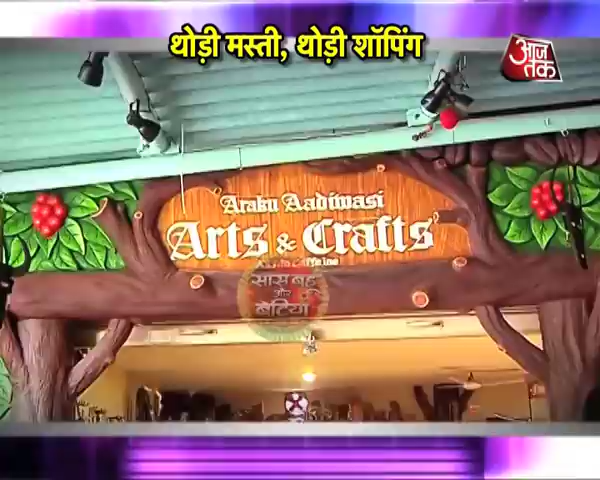 थोड़ी मस्ती, थोड़ी शॉपिंग
आज
तक
Araku Aadiwasi
Arts & Crafts
सास बहू
और
बेटियां